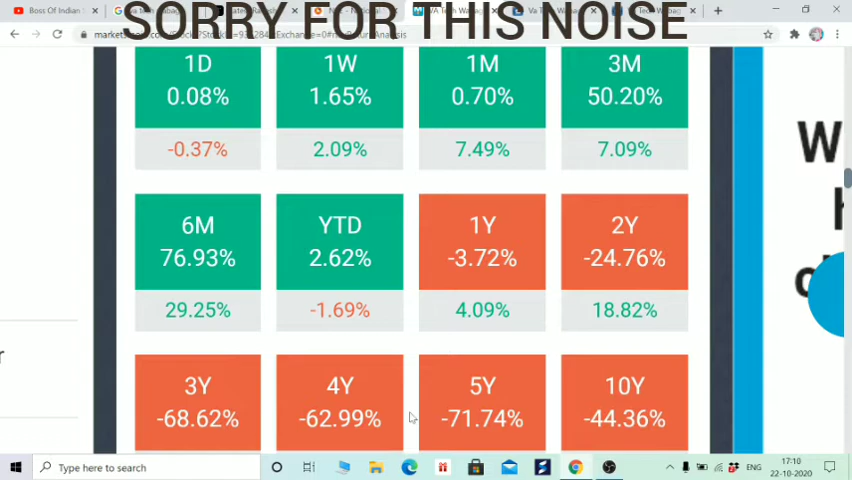 SORRY FOR THIS NOISE
Bost Of Indian S
1D 1W 1M 3M
0.08% 1.65% 0.70% 50.20%
-0.37% 2.09% 7.49% 7.09%
6M YTD 1Y 2Y
76.93% 2.62% -3.72% -24.76%
29.25% -1.69% 4.09% 18.82%
3Y 4Y 5Y 10Y
-68.62% -62.99% -71.74% -44.36%
Type here to search
ENG
17:10
22-10-2020